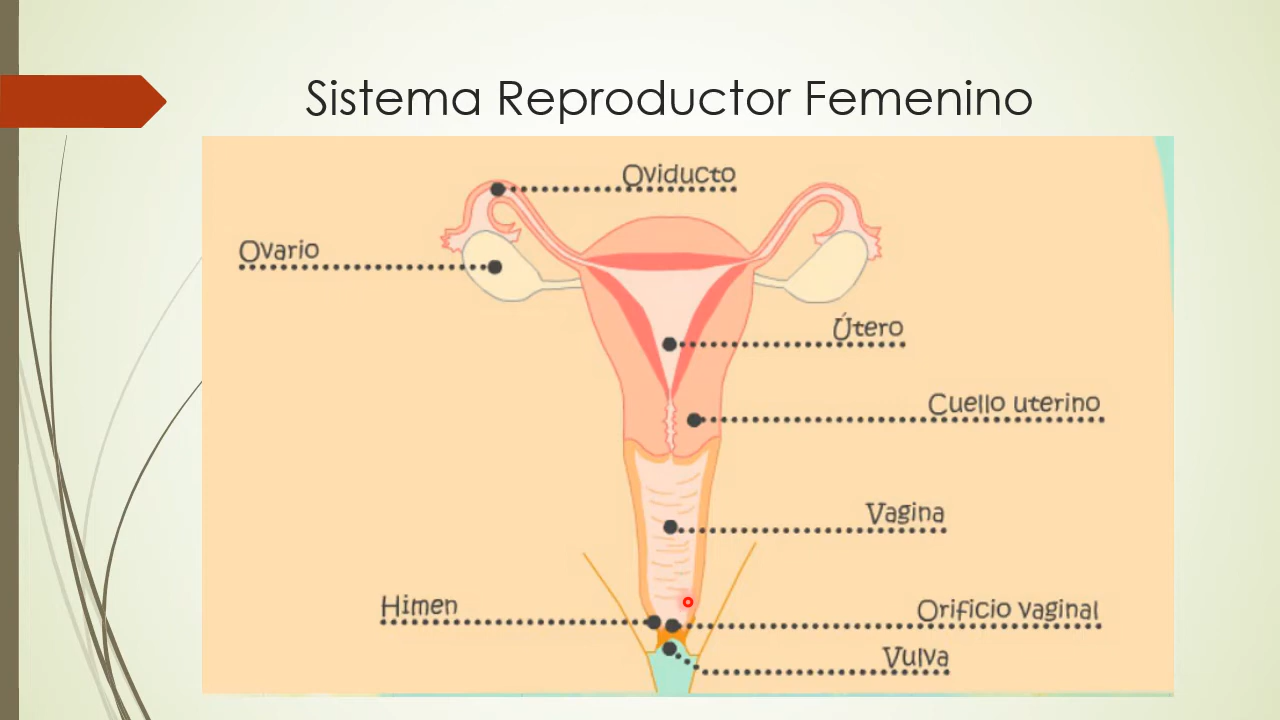 Sistema Reproductor Femenino
Oviducto
Ovario
Útero
Cuello uterino
Vagina
Himen
Orificio vaginal
Vulva